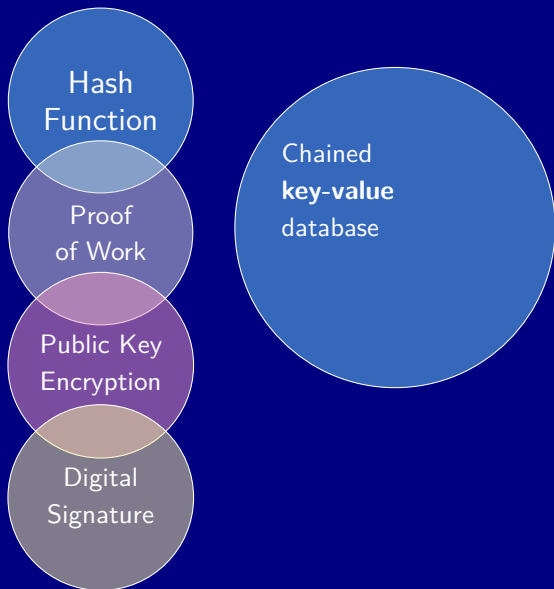 Hash
Function
Proof
of Work
Public Key
Encryption
Digital
Signature
Chained
key-value
database